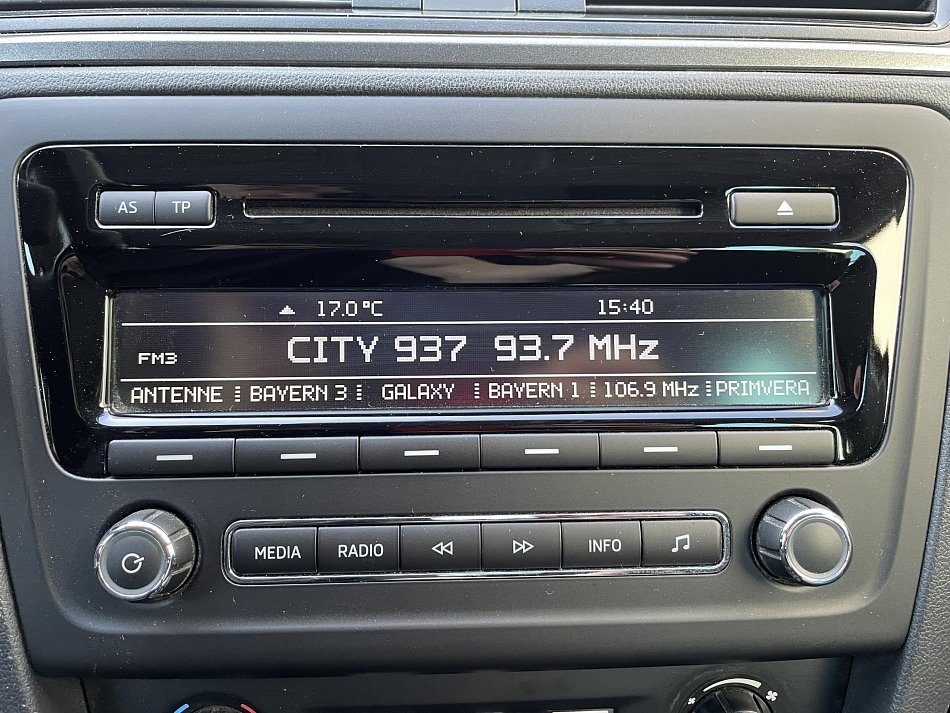 AS TP
17.0°C 15:40
FM3 CITY 937 93.7 MHz
ANTENNE BAYERN 3 GALAXY BAYERN 1 106.9 MHz PRIMVERA
MEDIA RADIO INFO